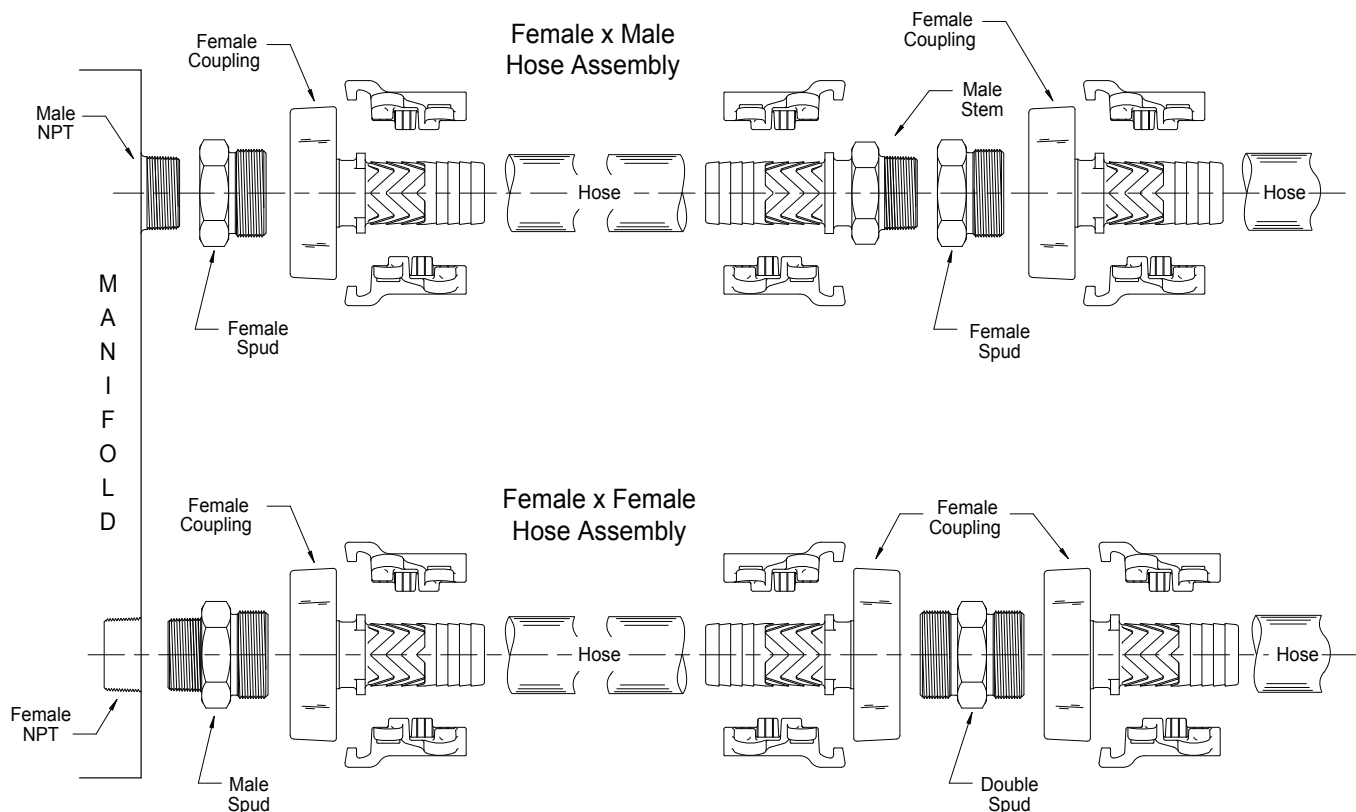 Female x Male
Hose Assembly
Female
Coupling
Female
Coupling
Male
NPT
Male
Stem
Hose
Hose
Female
Spud
Female
Spud
MANIFOLD
Female x Female
Hose Assembly
Female
Coupling
Female
Coupling
Hose
Hose
Female
NPT
Male
Spud
Double
Spud